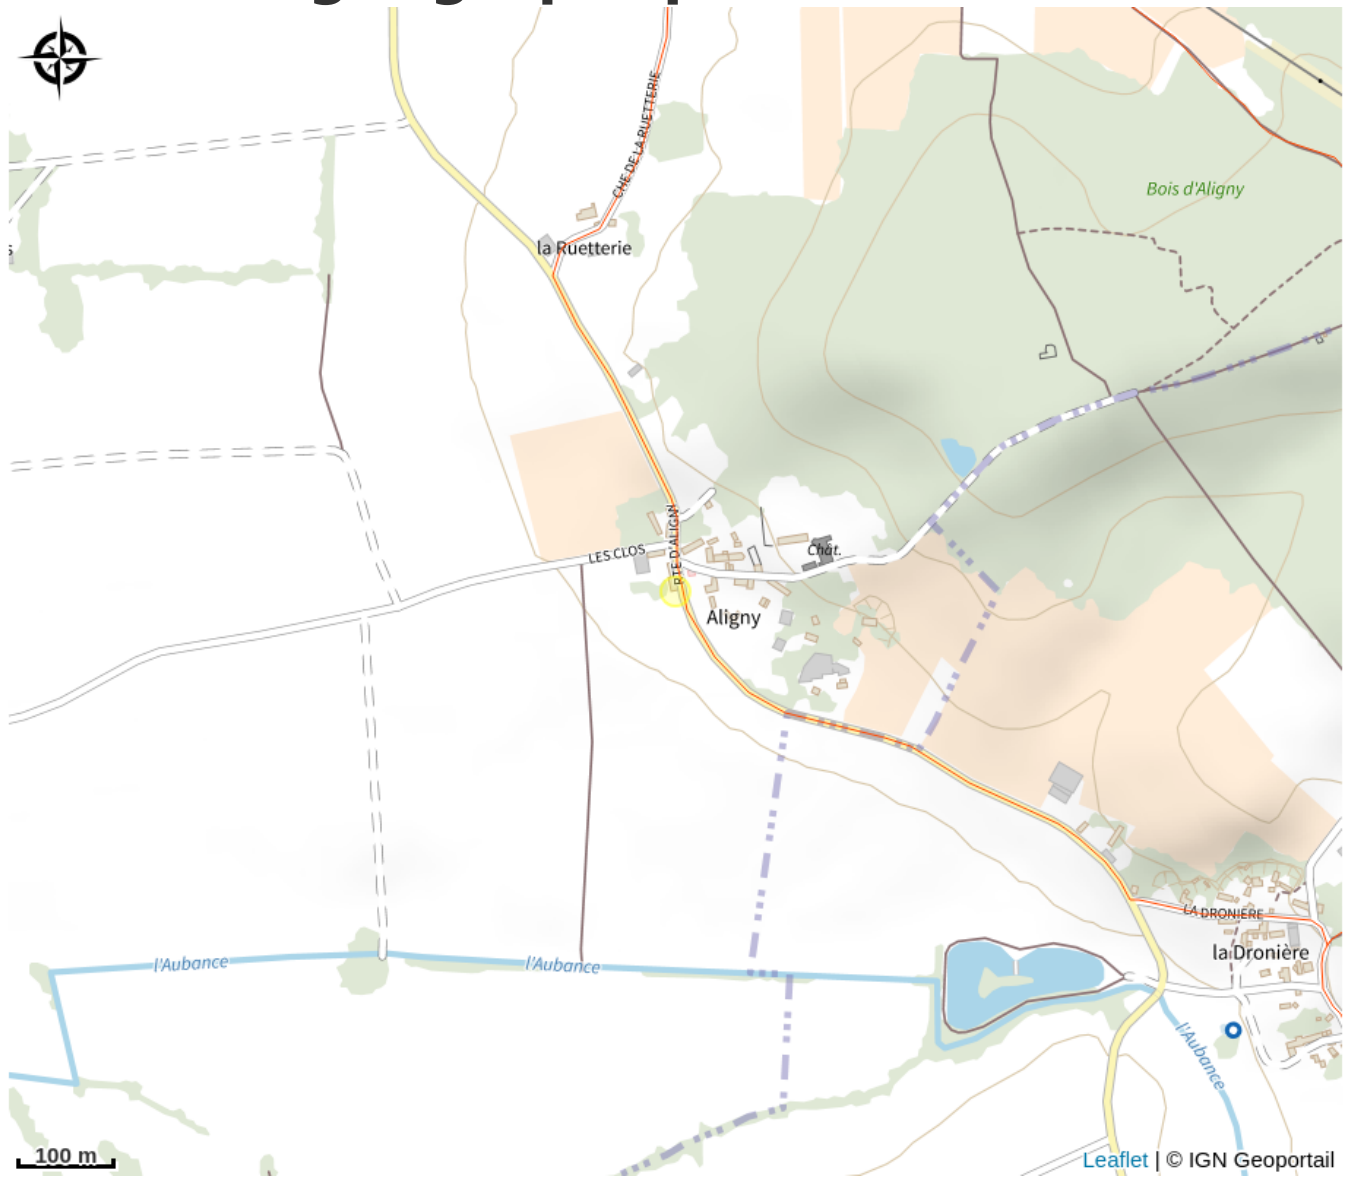 CHE DE LA RUETTERIE
Bois d'Aligny
la Ruetterie
s
RTE D'ALIGNY
LES CLOS
Chât.
Aligny
LA DRONIERE
la Dronière
l'Aubance
l'Aubance
l'Aubance
100 m
Leaflet | © IGN Geoportail